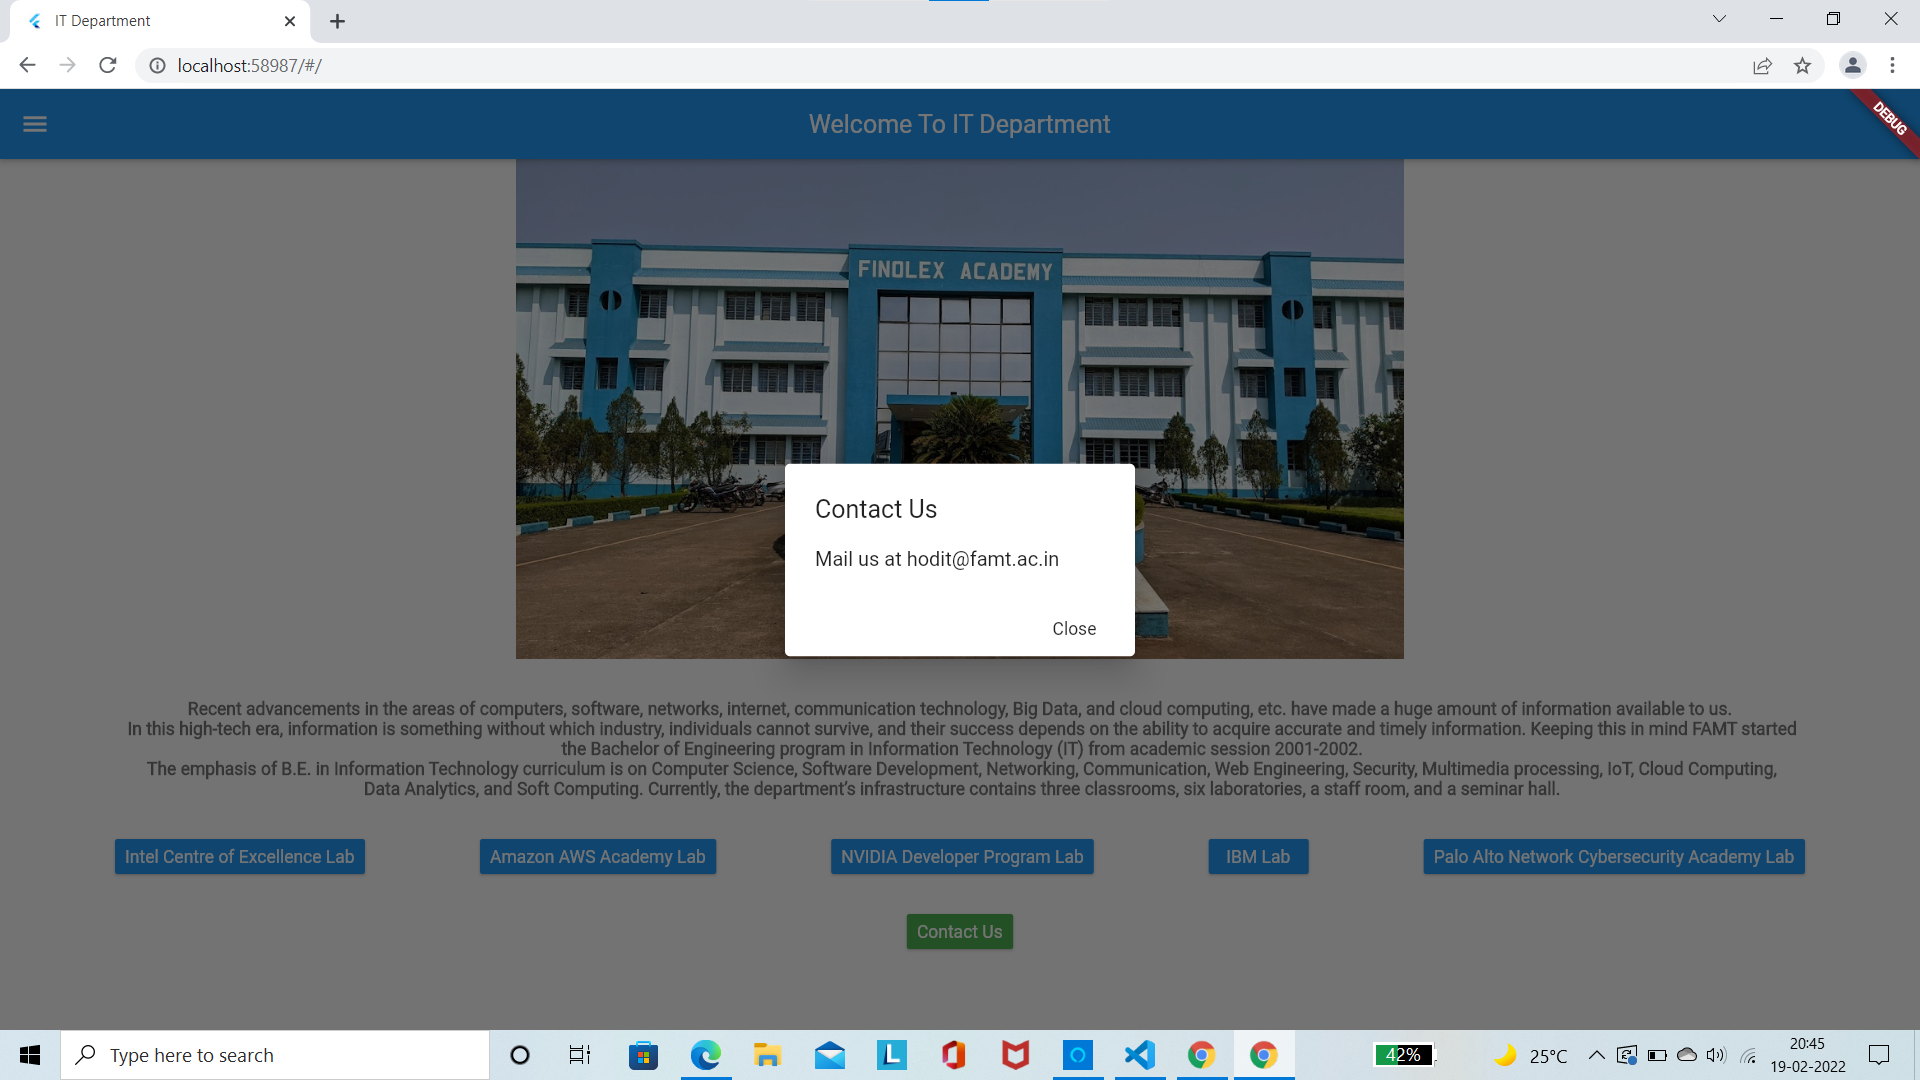 IT Department
localhost:58987/#/
Welcome To IT Department
DEBUG
FINOLEX ACADEMY
Contact Us
Mail us at hodit@famt.ac.in
Close
Recent advancements in the areas of computers, software, networks, internet, communication technology, Big Data, and cloud computing, etc. have made a huge amount of information available to us.
In this high-tech era, information is something without which industry, individuals cannot survive, and their success depends on the ability to acquire accurate and timely information. Keeping this in mind FAMT started
the Bachelor of Engineering program in Information Technology (IT) from academic session 2001-2002.
The emphasis of B.E. in Information Technology curriculum is on Computer Science, Software Development, Networking, Communication, Web Engineering, Security, Multimedia processing, IoT, Cloud Computing,
Data Analytics, and Soft Computing. Currently, the department's infrastructure contains three classrooms, six laboratories, a staff room, and a seminar hall.
Intel Centre of Excellence Lab
Amazon AWS Academy Lab
NVIDIA Developer Program Lab
IBM Lab
Palo Alto Network Cybersecurity Academy Lab
Contact Us
Type here to search
L
42%
25°C
20:45
19-02-2022